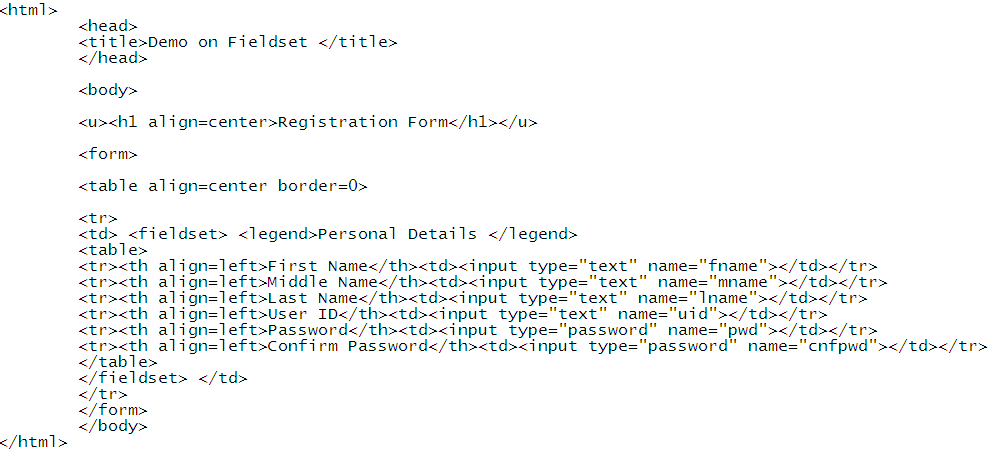 <html>
<head>
<title>Demo on Fieldset </title>
</head>
<body>
<u><h1 align=center>Registration Form</h1></u>
<form>
<table align=center border=0>
<tr>
<td> <fieldset> <legend>Personal Details </legend>
<table>
<tr><th align=left>First Name</th><td><input type="text" name="fname"></td></tr>
<tr><th align=left>Middle Name</th><td><input type="text" name="mname"></td></tr>
<tr><th align=left>Last Name</th><td><input type="text" name="lname"></td></tr>
<tr><th align=left>User ID</th><td><input type="text" name="uid"></td></tr>
<tr><th align=left>Password</th><td><input type="password" name="pwd"></td></tr>
<tr><th align=left>Confirm Password</th><td><input type="password" name="cnfpwd"></td></tr>
</table>
</fieldset> </td>
</tr>
</form>
</body>
</html>